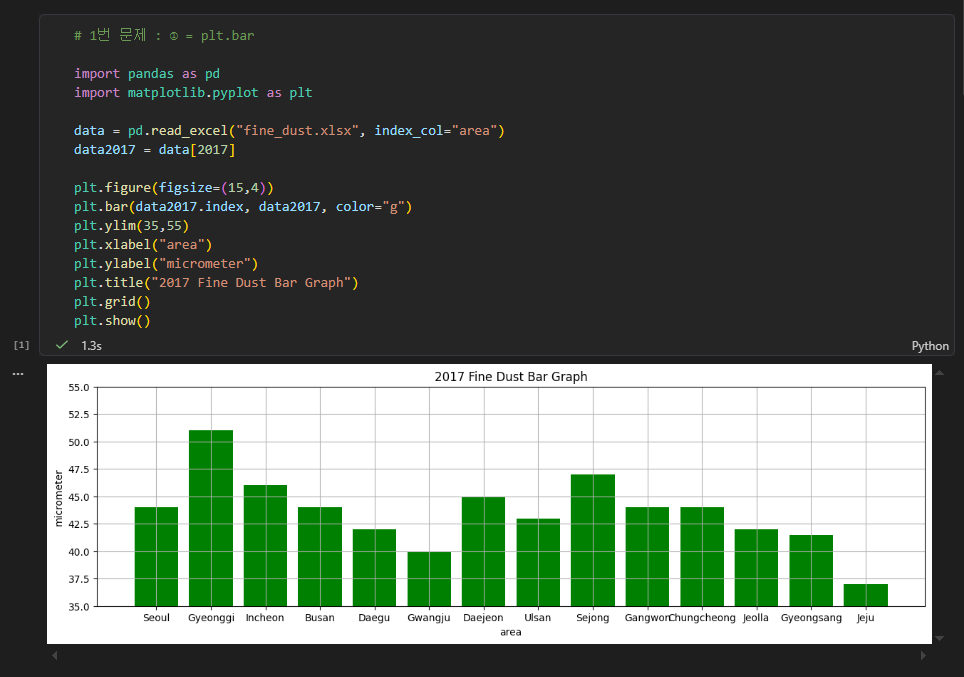 # 1번 문제 : ① = plt.bar
import pandas as pd
import matplotlib.pyplot as plt
data = pd.read_excel("fine_dust.xlsx", index_col="area")
data2017 = data[2017]
plt.figure(figsize=(15,4))
plt.bar(data2017.index, data2017, color="g")
plt.ylim(35,55)
plt.xlabel("area")
plt.ylabel("micrometer")
plt.title("2017 Fine Dust Bar Graph")
plt.grid()
plt.show()
[1] 1.3s Python
...
2017 Fine Dust Bar Graph
55.0
52.5
50.0
47.5
45.0
42.5
40.0
37.5
35.0
micrometer
Seoul Gyeonggi Incheon Busan Daegu Gwangju Daejeon Ulsan Sejong Gangwon Chungcheong Jeolla Gyeongsang Jeju
area